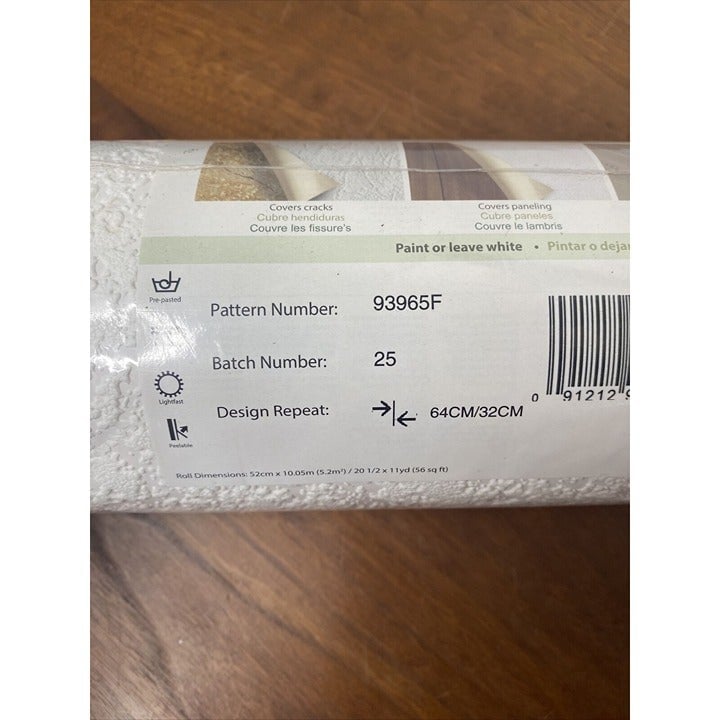 Covers cracks
Cubre hendiduras
Couvre les fissure's
Covers paneling
Cubre paneles
Couvre le lambris
Paint or leave white • Pintar o dejar
Pre-pasted
Pattern Number: 93965F
Batch Number: 25
Lightfast
Design Repeat: 64CM/32CM
Peelable
0 91212 9
Roll Dimensions: 52cm x 10.05m (5.2m²) / 20 1/2 x 11yd (56 sq ft)